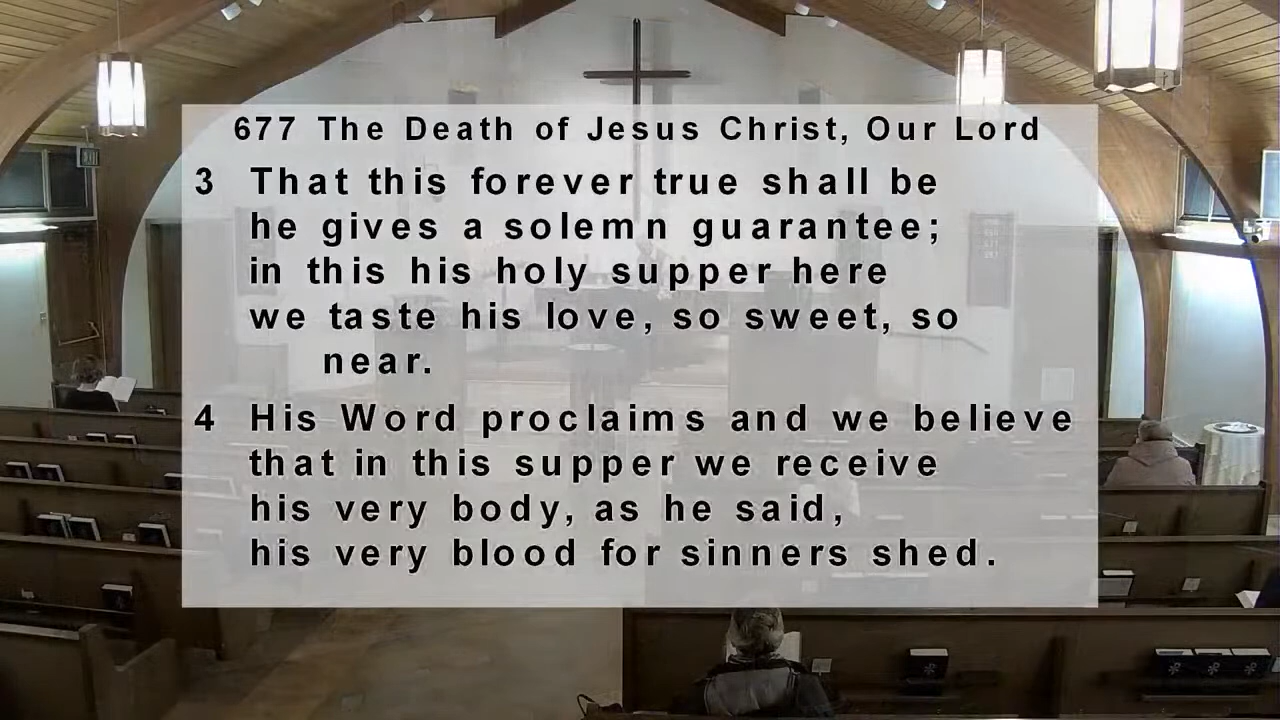 677 The Death of Jesus Christ, Our Lord
3 That this forever true shall be
he gives a solemn guarantee;
in this his holy supper here
we taste his love, so sweet, so
near.
4 His Word proclaims and we believe
that in this supper we receive
his very body, as he said,
his very blood for sinners shed.